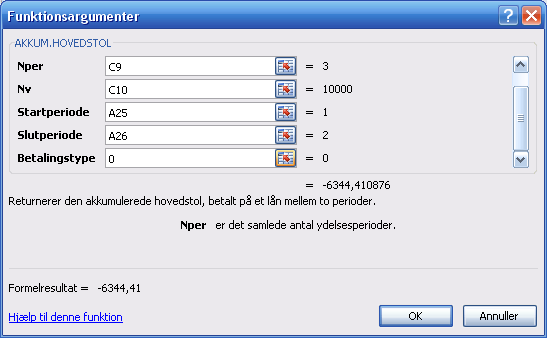 Funktionsargumenter
AKKUM.HOVEDSTOL
Nper C9 = 3
Nv C10 = 10000
Startperiode A25 = 1
Slutperiode A26 = 2
Betalingstype 0 = 0
= -6344,410876
Returnerer den akkumulerede hovedstol, betalt på et lån mellem to perioder.
Nper er det samlede antal ydelsesperioder.
Formelresultat = -6344,41
Hjælp til denne funktion OK Annuller